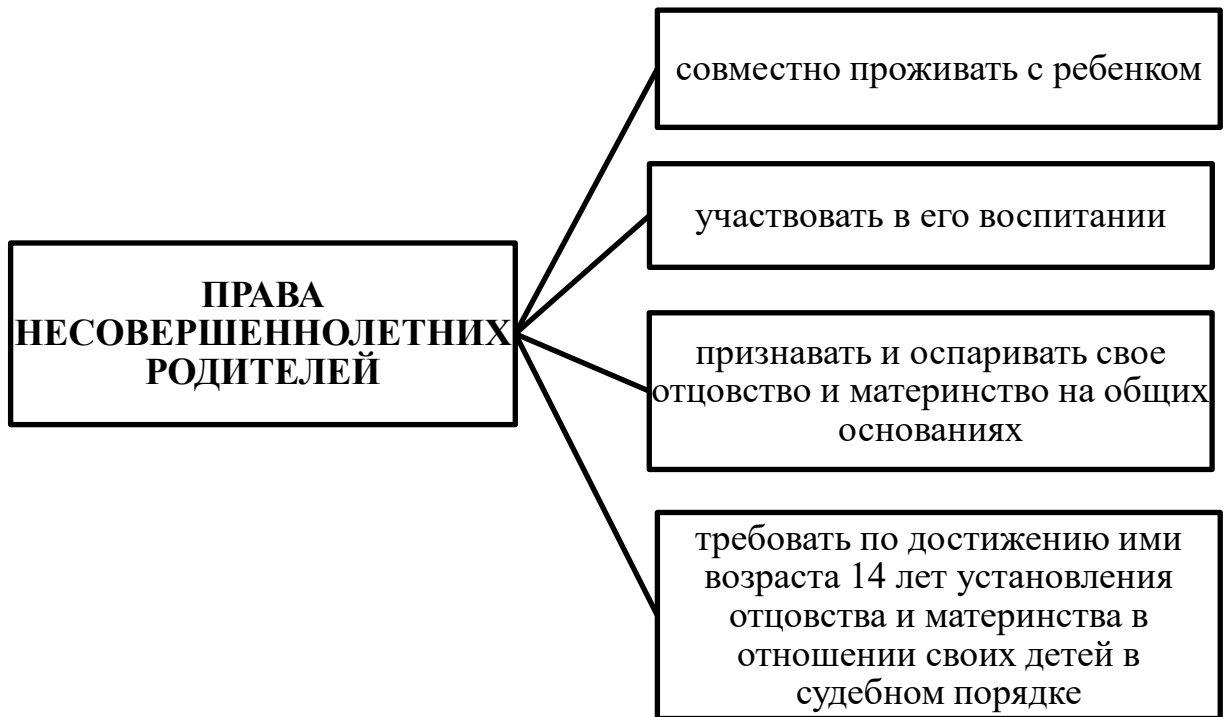 совместно проживать с ребенком
участвовать в его воспитании
ПРАВА
НЕСОВЕРШЕННОЛЕТНИХ
РОДИТЕЛЕЙ
признавать и оспаривать свое
отцовство и материнство на общих
основаниях
требовать по достижению ими
возраста 14 лет установления
отцовства и материнства в
отношении своих детей в
судебном порядке